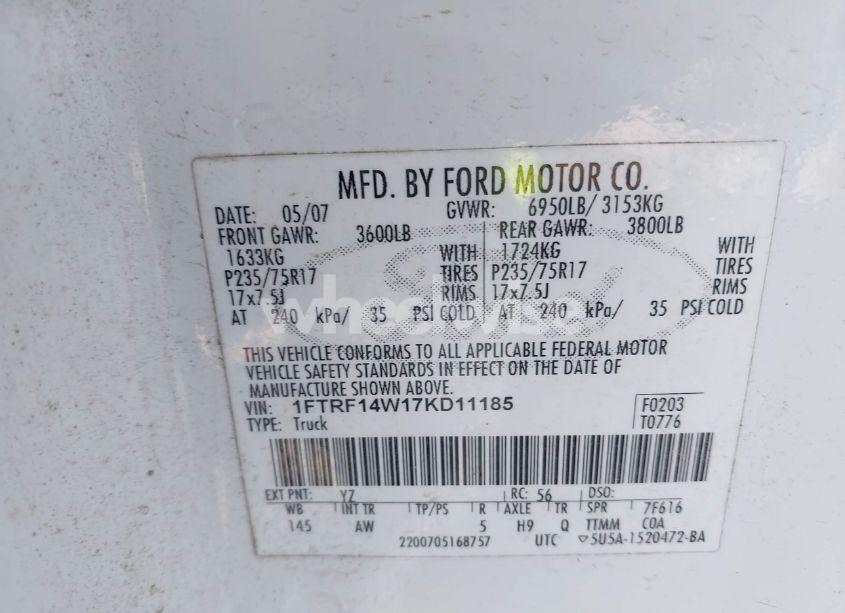 MFD. BY FORD MOTOR CO.
DATE: 05/07 GVWR: 6950LB/ 3153KG
FRONT GAWR: 3600LB REAR GAWR: 3800LB
1633KG WITH 1724KG WITH
P235/75R17 TIRES P235/75R17 TIRES
17x7.5J RIMS 17x7.5J RIMS
AT 240 kPa/ 35 PSI COLD AT 240 kPa/ 35 PSI COLD
wheelwise
THIS VEHICLE CONFORMS TO ALL APPLICABLE FEDERAL MOTOR
VEHICLE SAFETY STANDARDS IN EFFECT ON THE DATE OF
MANUFACTURE SHOWN ABOVE.
VIN: 1FTRF14W17KD11185 F0203
TYPE: Truck T0776
EXT PNT: YZ RC: 56 DSO:
WB INT TR TP/PS R AXLE TR SPR 7F616
145 AW 5 H9 Q TTMM COA
2200705168757 UTC ▽5U5A-1520472-BA